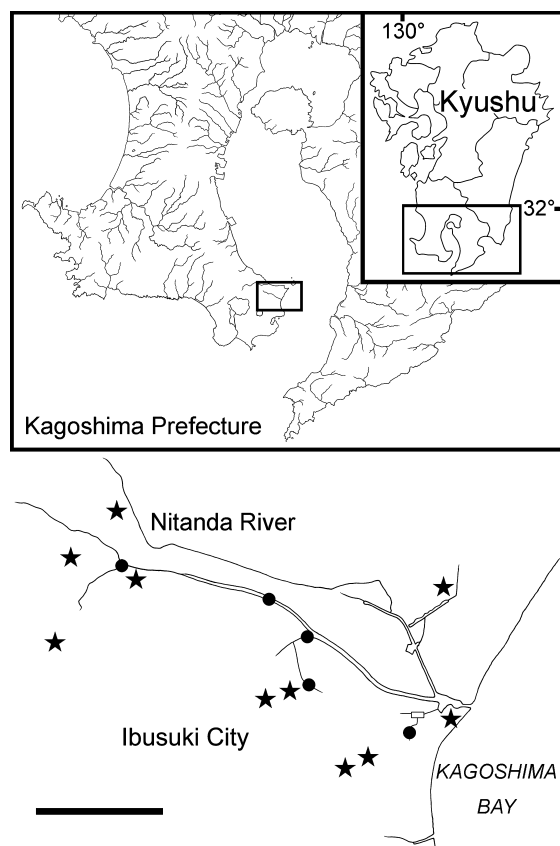 130°
Kyushu
32°
Kagoshima Prefecture
Nitanda River
Ibusuki City
KAGOSHIMA
BAY